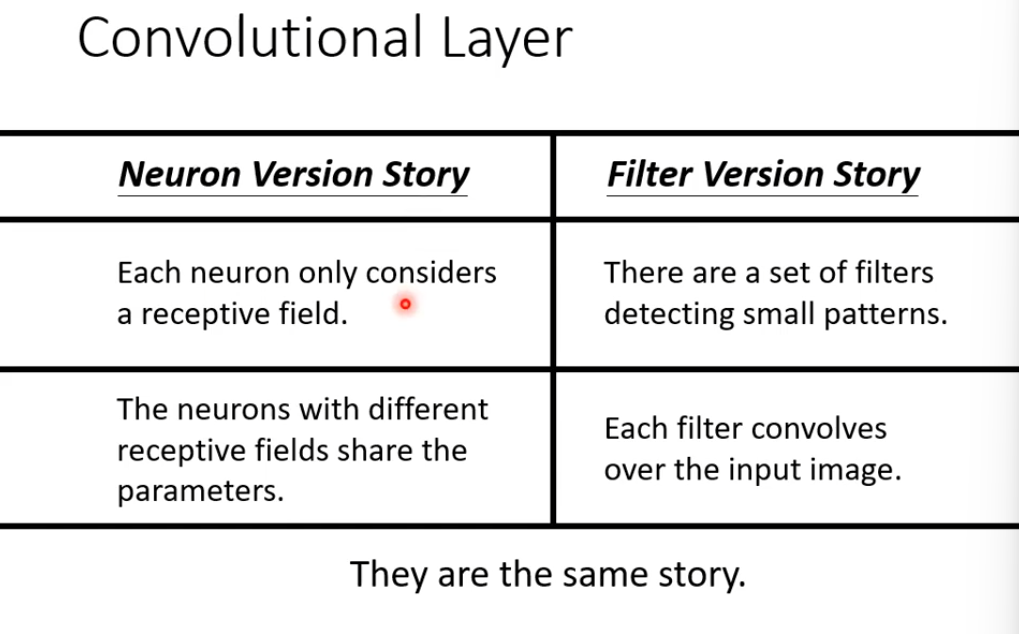 Convolutional Layer
Neuron Version Story
Filter Version Story
Each neuron only considers
a receptive field.
There are a set of filters
detecting small patterns.
The neurons with different
receptive fields share the
parameters.
Each filter convolves
over the input image.
They are the same story.